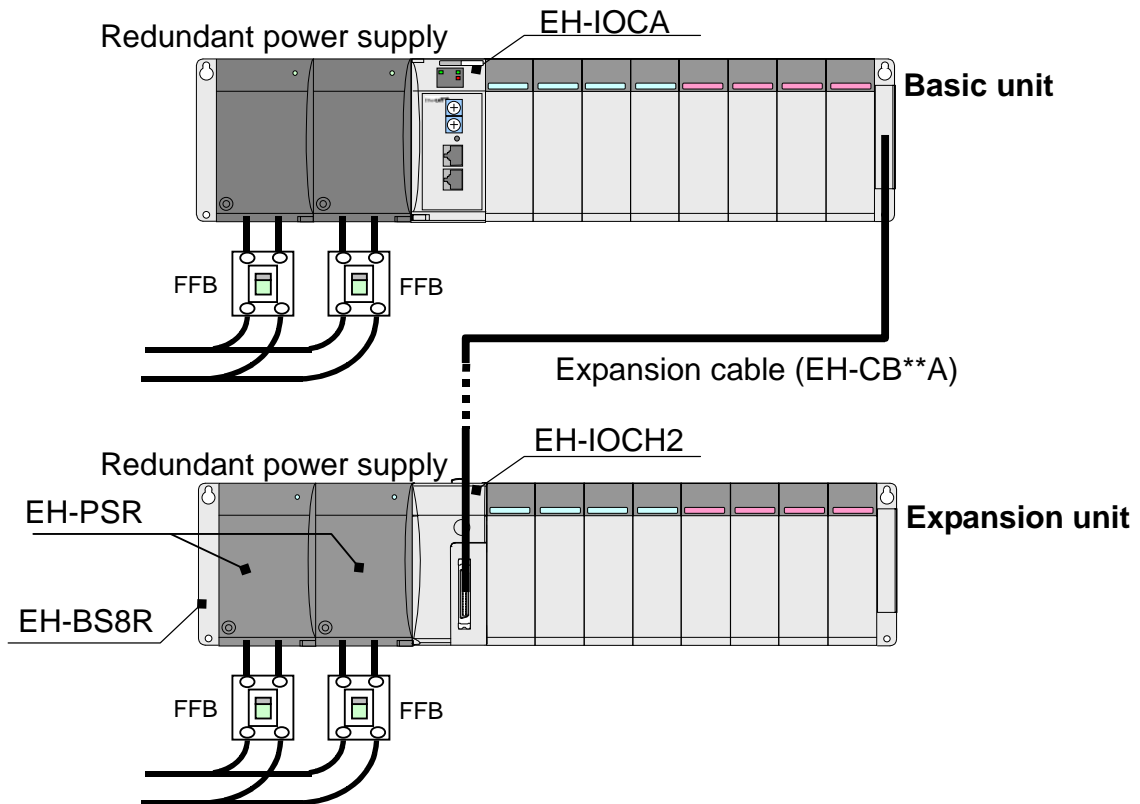 Redundant power supply
EH-IOCA
Basic unit
EtherCAT
FFB
FFB
Expansion cable (EH-CB**A)
Redundant power supply
EH-IOCH2
EH-PSR
Expansion unit
EH-BS8R
FFB
FFB